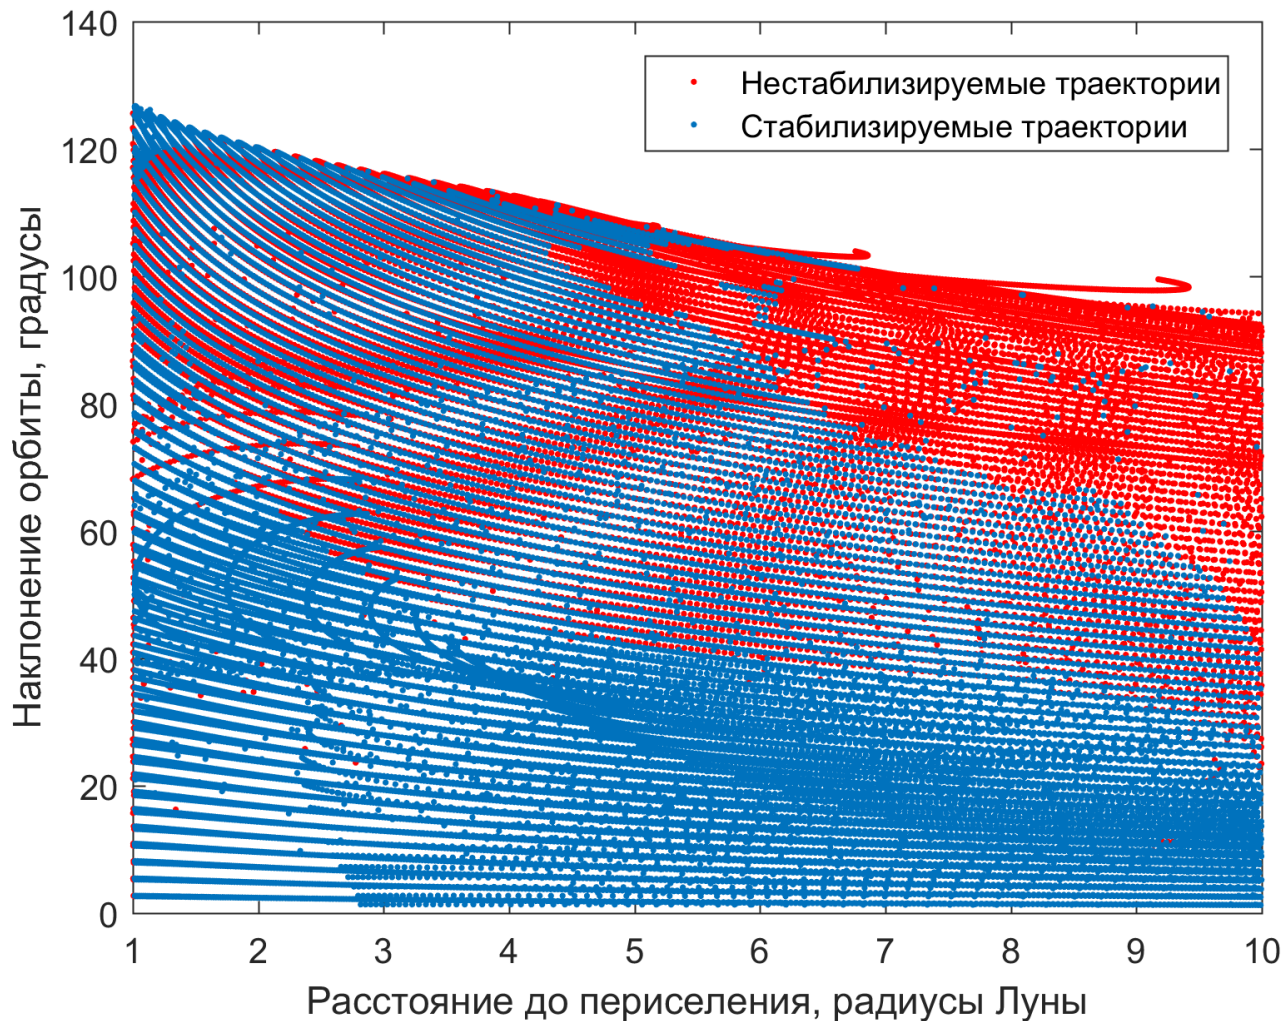 140
120
100
80
60
40
20
0
Наклонение орбиты, градусы
Нестабилизируемые траектории
Стабилизируемые траектории
1 2 3 4 5 6 7 8 9 10
Расстояние до периселения, радиусы Луны